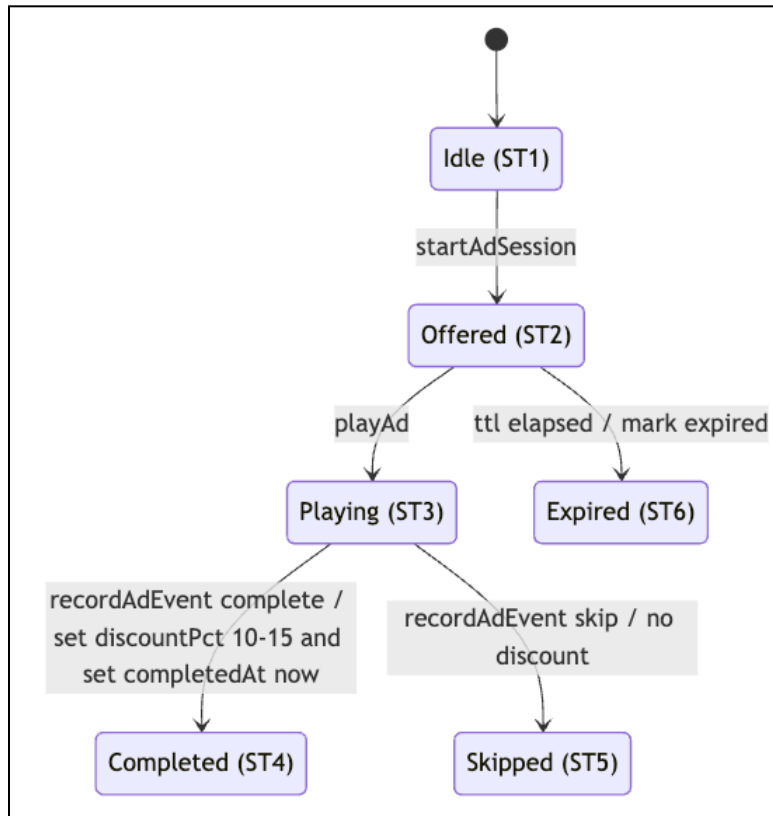 Idle (ST1)
startAdSession
Offered (ST2)
playAd
ttl elapsed / mark expired
Playing (ST3)
Expired (ST6)
recordAdEvent complete /
set discountPct 10-15 and
set completedAt now
recordAdEvent skip / no
discount
Completed (ST4)
Skipped (ST5)